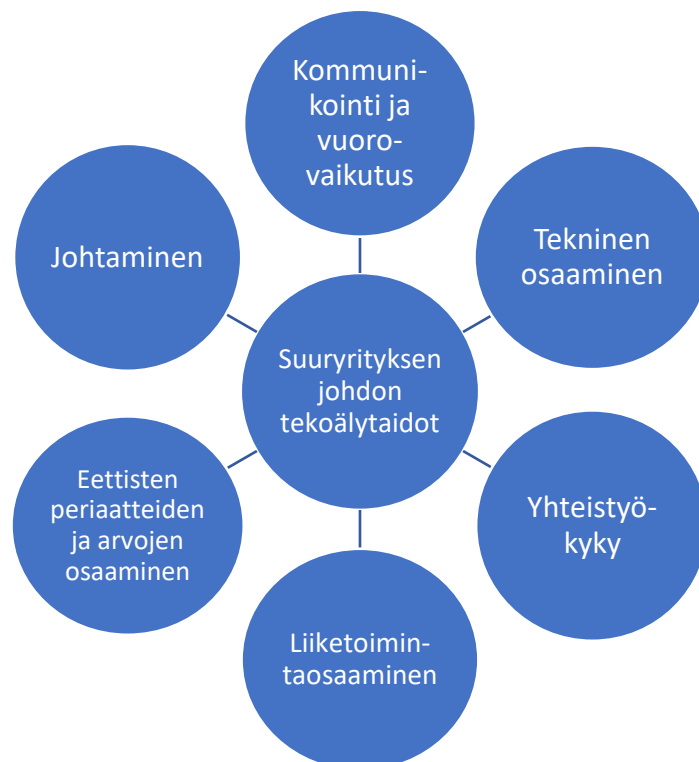 Kommuni-
kointi ja
vuoro-
vaikutus
Johtaminen
Tekninen
osaaminen
Suuryrityksen
johdon
tekoälytaidot
Eettisten
periaatteiden
ja arvojen
osaaminen
Yhteistyö-
kyky
Liiketoimin-
taosaaminen